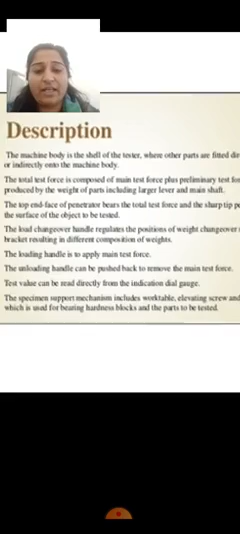 Description
The machine body is the shell of the tester, where other parts are fitted
or indirectly onto the machine body.
The total test force is composed of main test force plus preliminary test
produced by the weight of parts including larger lever and main shaft.
The top end-face of penetrator bears the total test force and the sharp tip
the surface of the object to be tested.
The load changeover handle regulates the positions of weight changeover
bracket resulting in different composition of weights.
The loading handle is to apply main test force.
The unloading handle can be pushed back to remove the main test force.
Test value can be read directly from the indication dial gauge.
The specimen support mechanism includes worktable, elevating screw and
which is used for bearing hardness blocks and the parts to be tested.